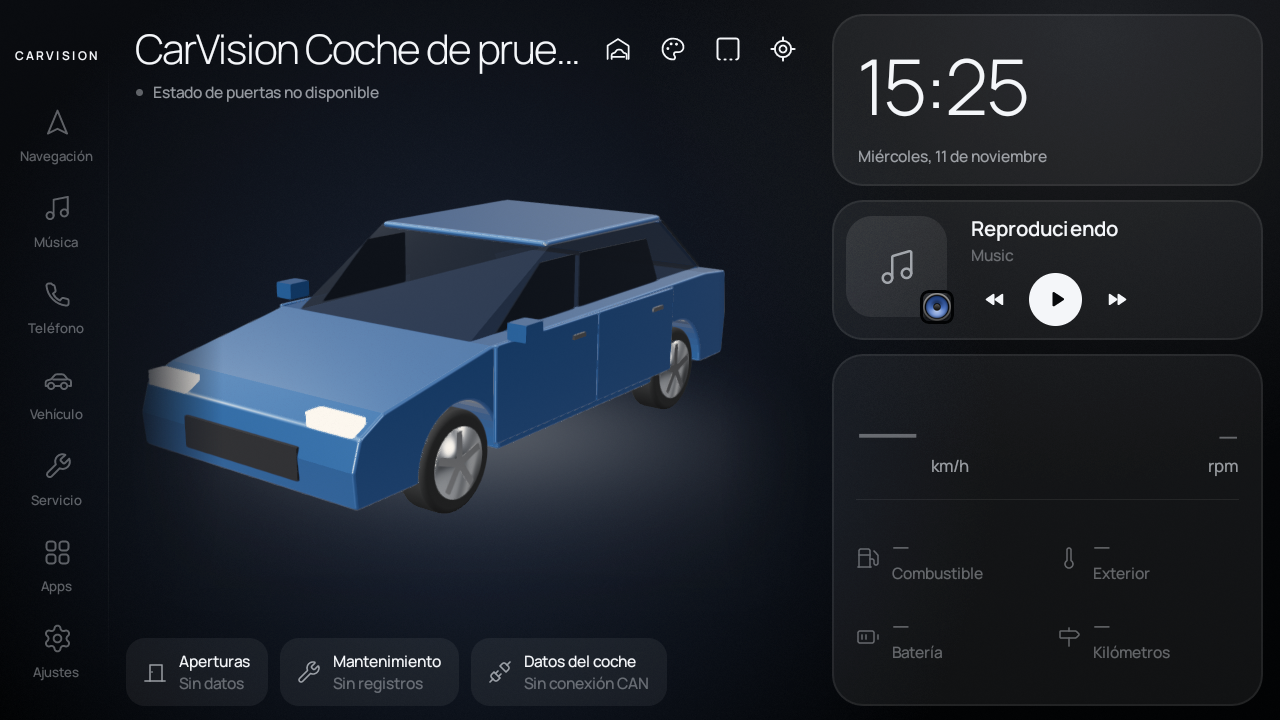 CARVISION
Navegación
Música
Teléfono
Vehículo
Servicio
Apps
Ajustes
CarVision Coche de prue...
Estado de puertas no disponible
Aperturas
Sin datos
Mantenimiento
Sin registros
Datos del coche
Sin conexión CAN
15:25
Miércoles, 11 de noviembre
Reproduciendo
Music
—
km/h
—
rpm
—
Combustible
—
Exterior
—
Batería
—
Kilómetros